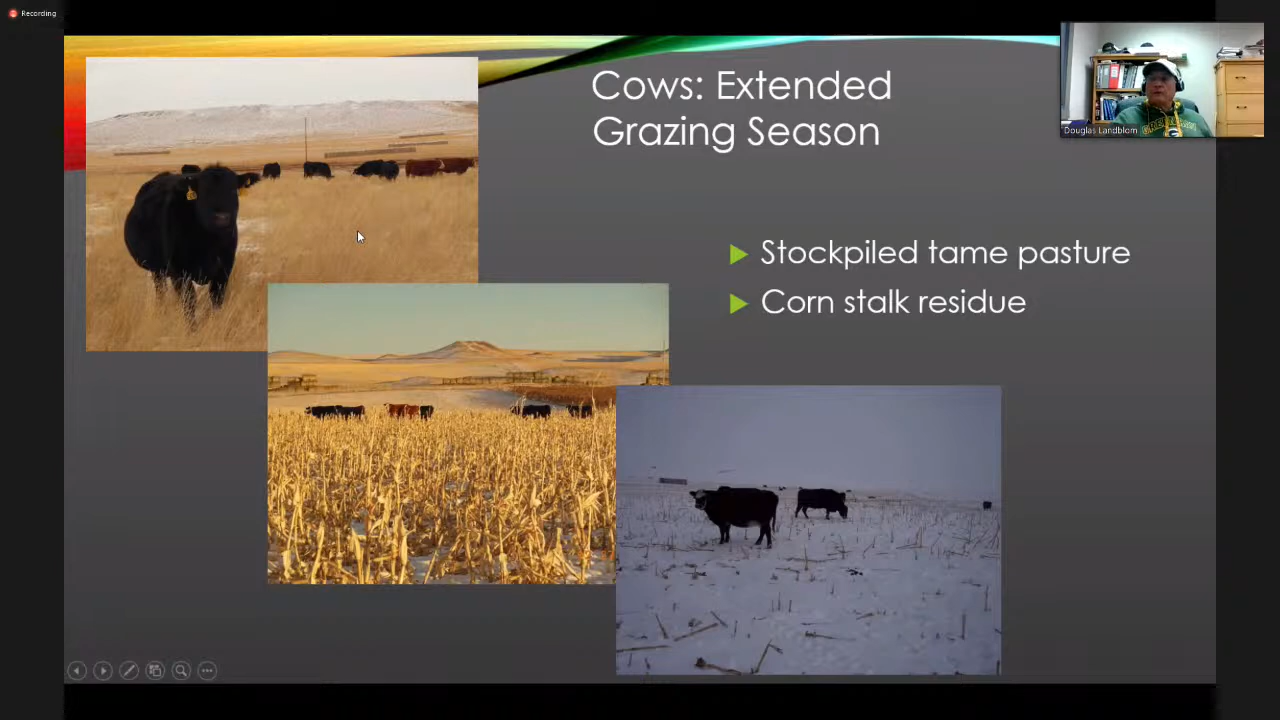 Recording
Cows: Extended
Grazing Season
Douglas Landblom
Stockpiled tame pasture
Corn stalk residue